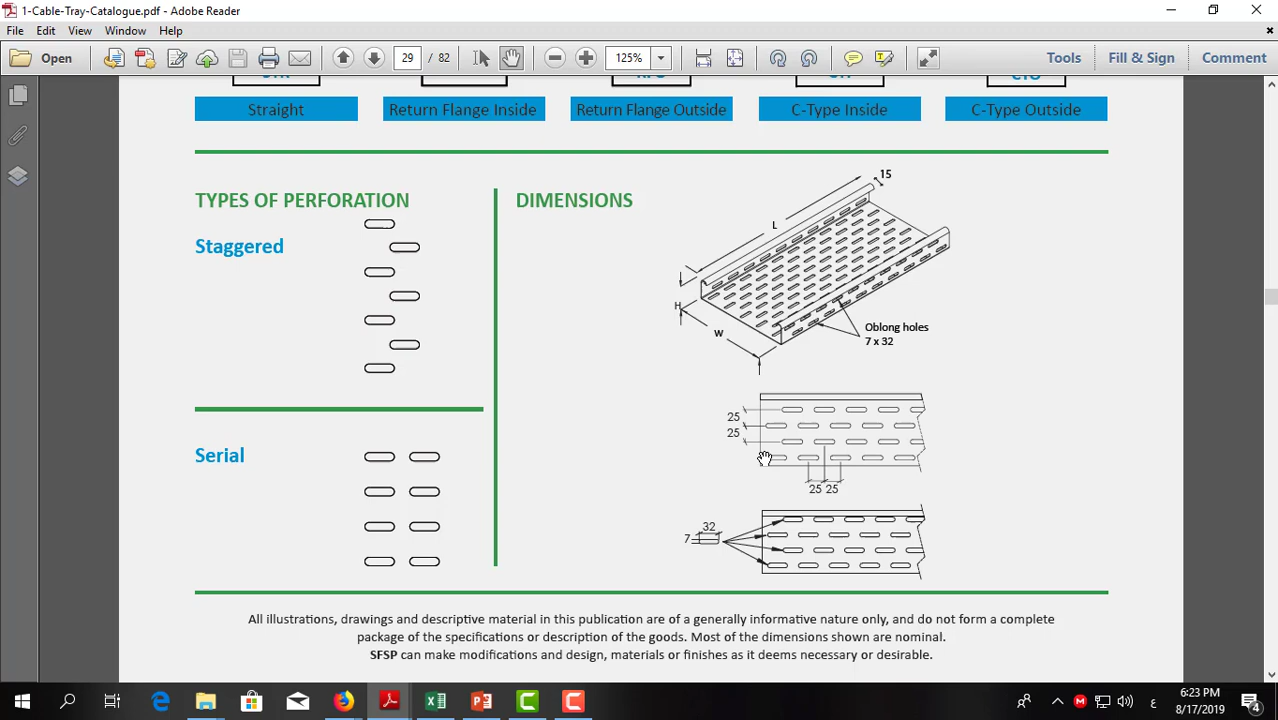 1-Cable-Tray-Catalogue.pdf - Adobe Reader
File Edit View Window Help
Open 29 / 82 125% Tools Fill & Sign Comment
Straight Return Flange Inside Return Flange Outside C-Type Inside C-Type Outside
TYPES OF PERFORATION
Staggered
Serial
DIMENSIONS
15
L
H
W
Oblong holes
7 x 32
25
25
25 25
32
7
All illustrations, drawings and descriptive material in this publication are of a generally informative nature only, and do not form a complete
package of the specifications or description of the goods. Most of the dimensions shown are nominal.
SFSP can make modifications and design, materials or finishes as it deems necessary or desirable.
ع
6:23 PM
8/17/2019